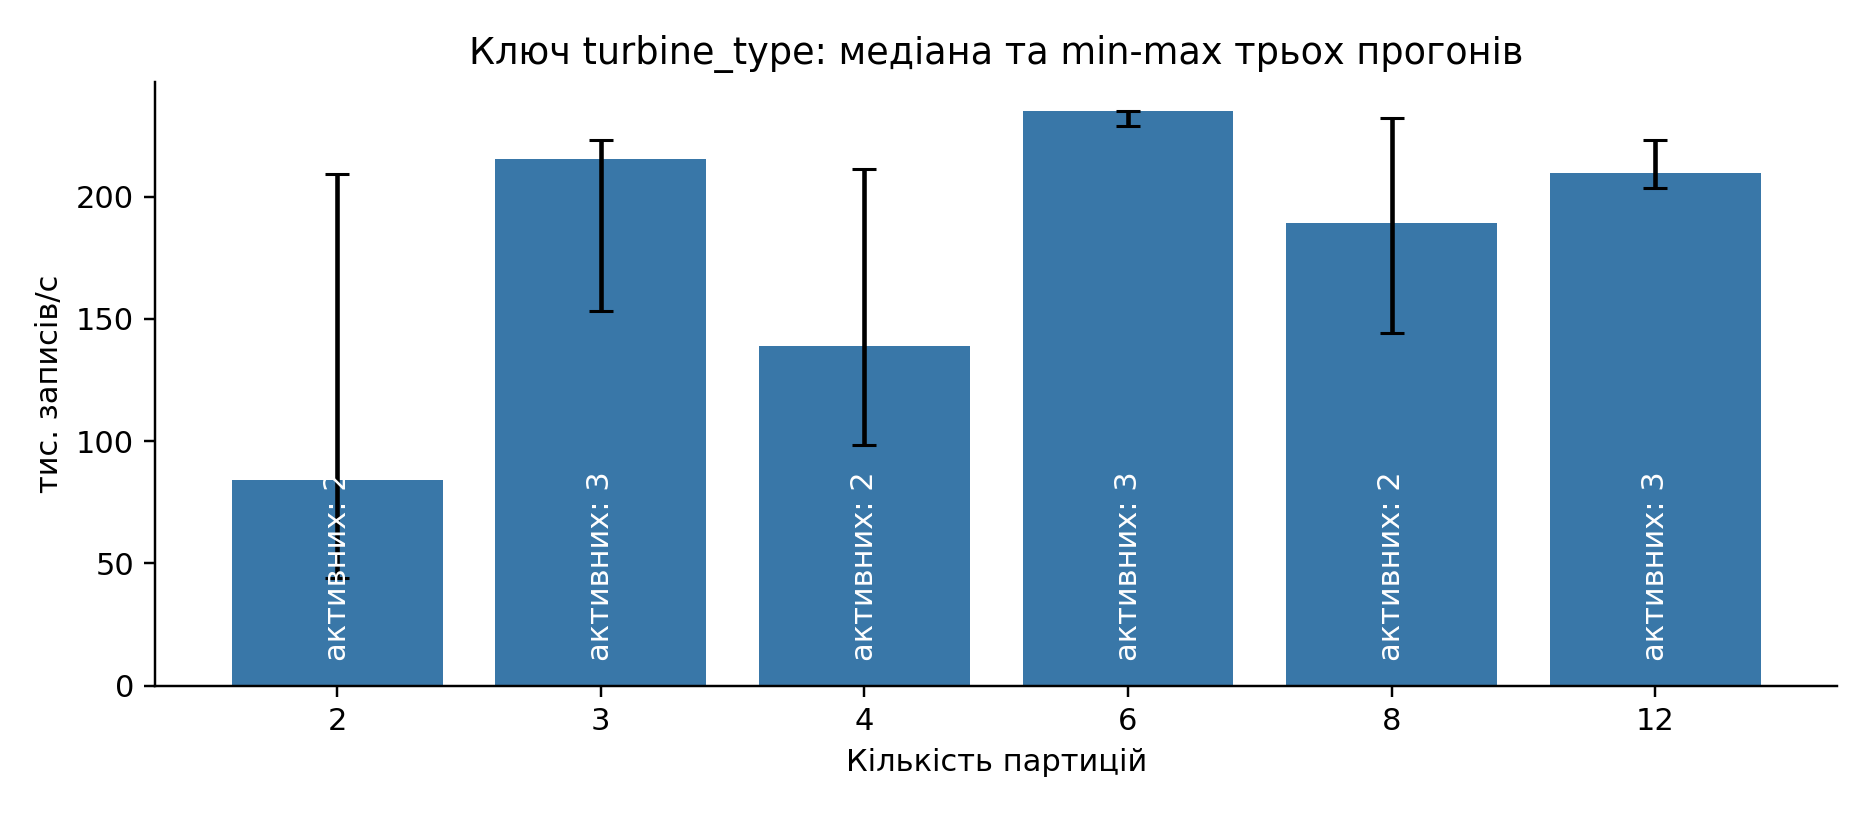 Ключ turbine_type: медіана та min-max трьох прогонів
тис. записів/с
200
150
100
50
0
активних: 2
активних: 3
активних: 2
активних: 3
активних: 2
активних: 3
2
3
4
6
8
12
Кількість партицій